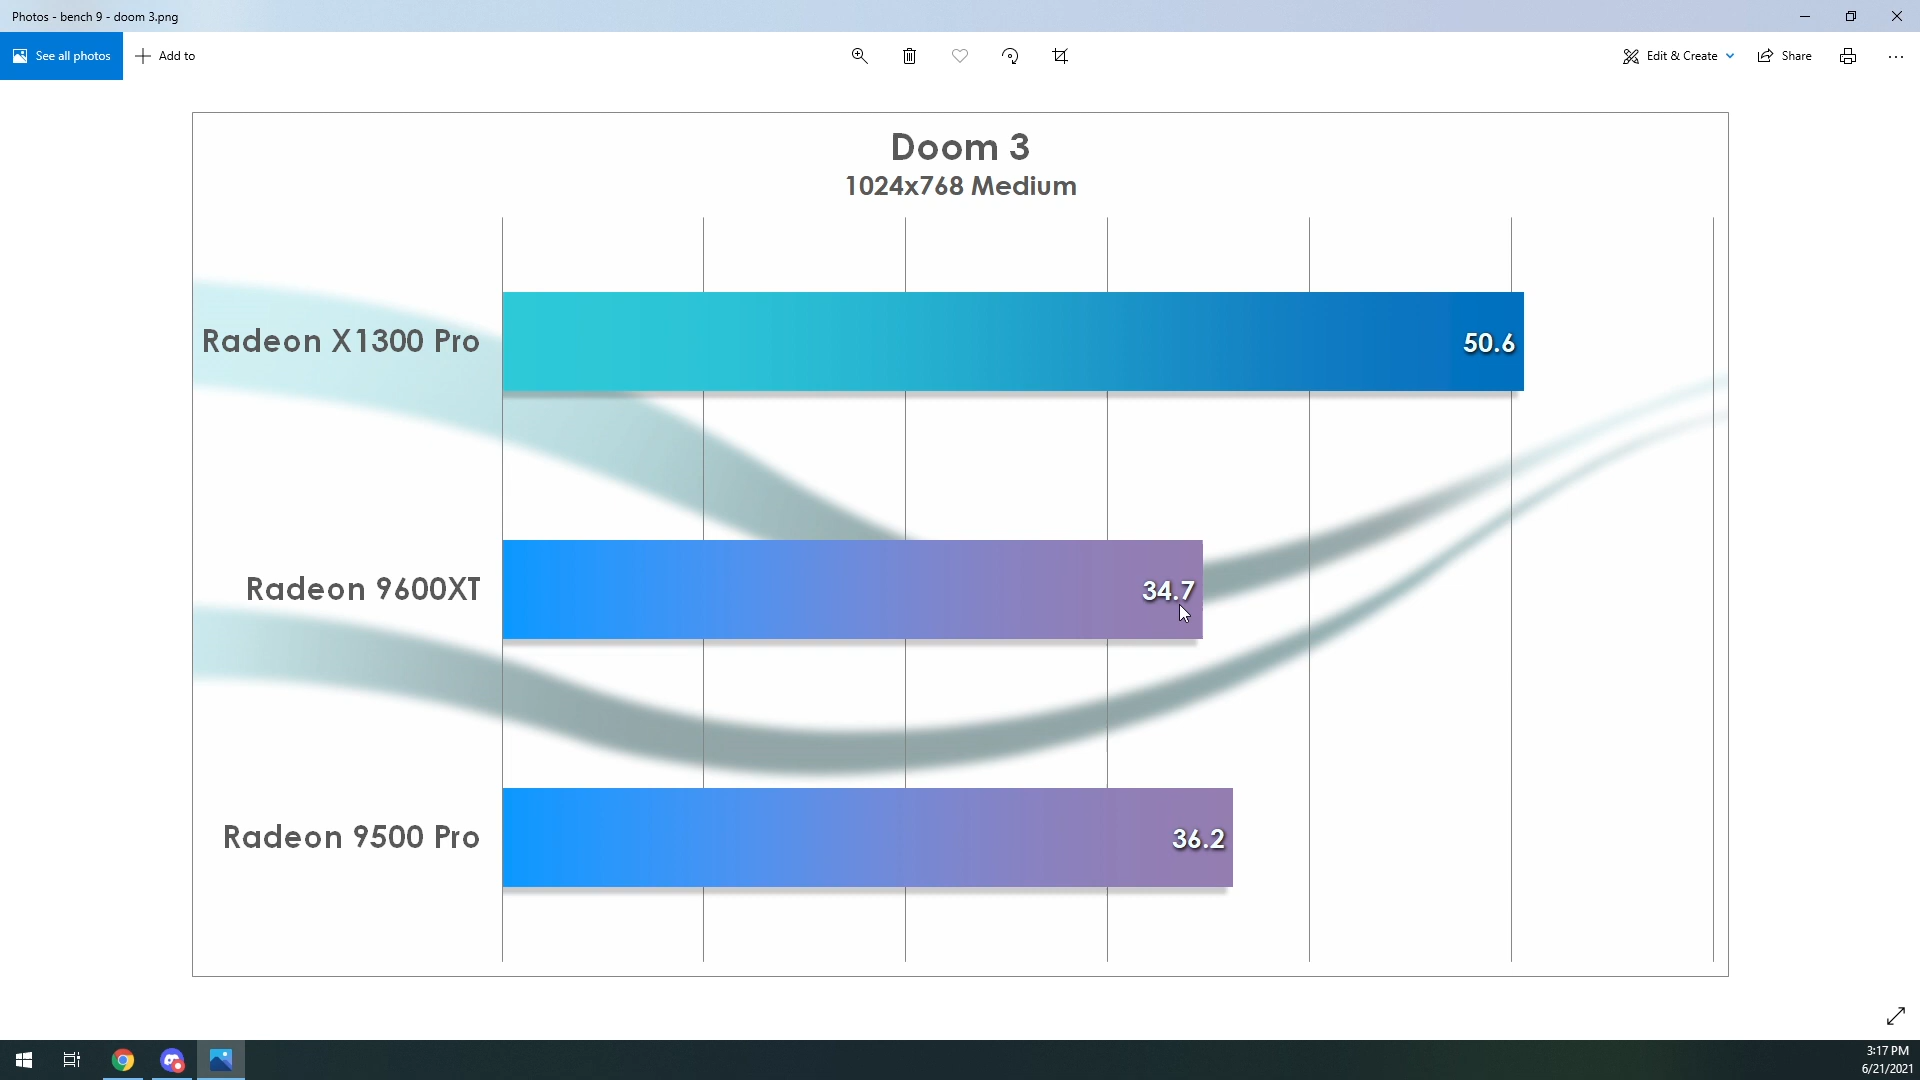 Photos - bench 9 - doom 3.png
See all photos
Add to
Edit & Create
Share
Doom 3
1024x768 Medium
Radeon X1300 Pro
50.6
Radeon 9600XT
34.7
Radeon 9500 Pro
36.2
3:17 PM
6/21/2021